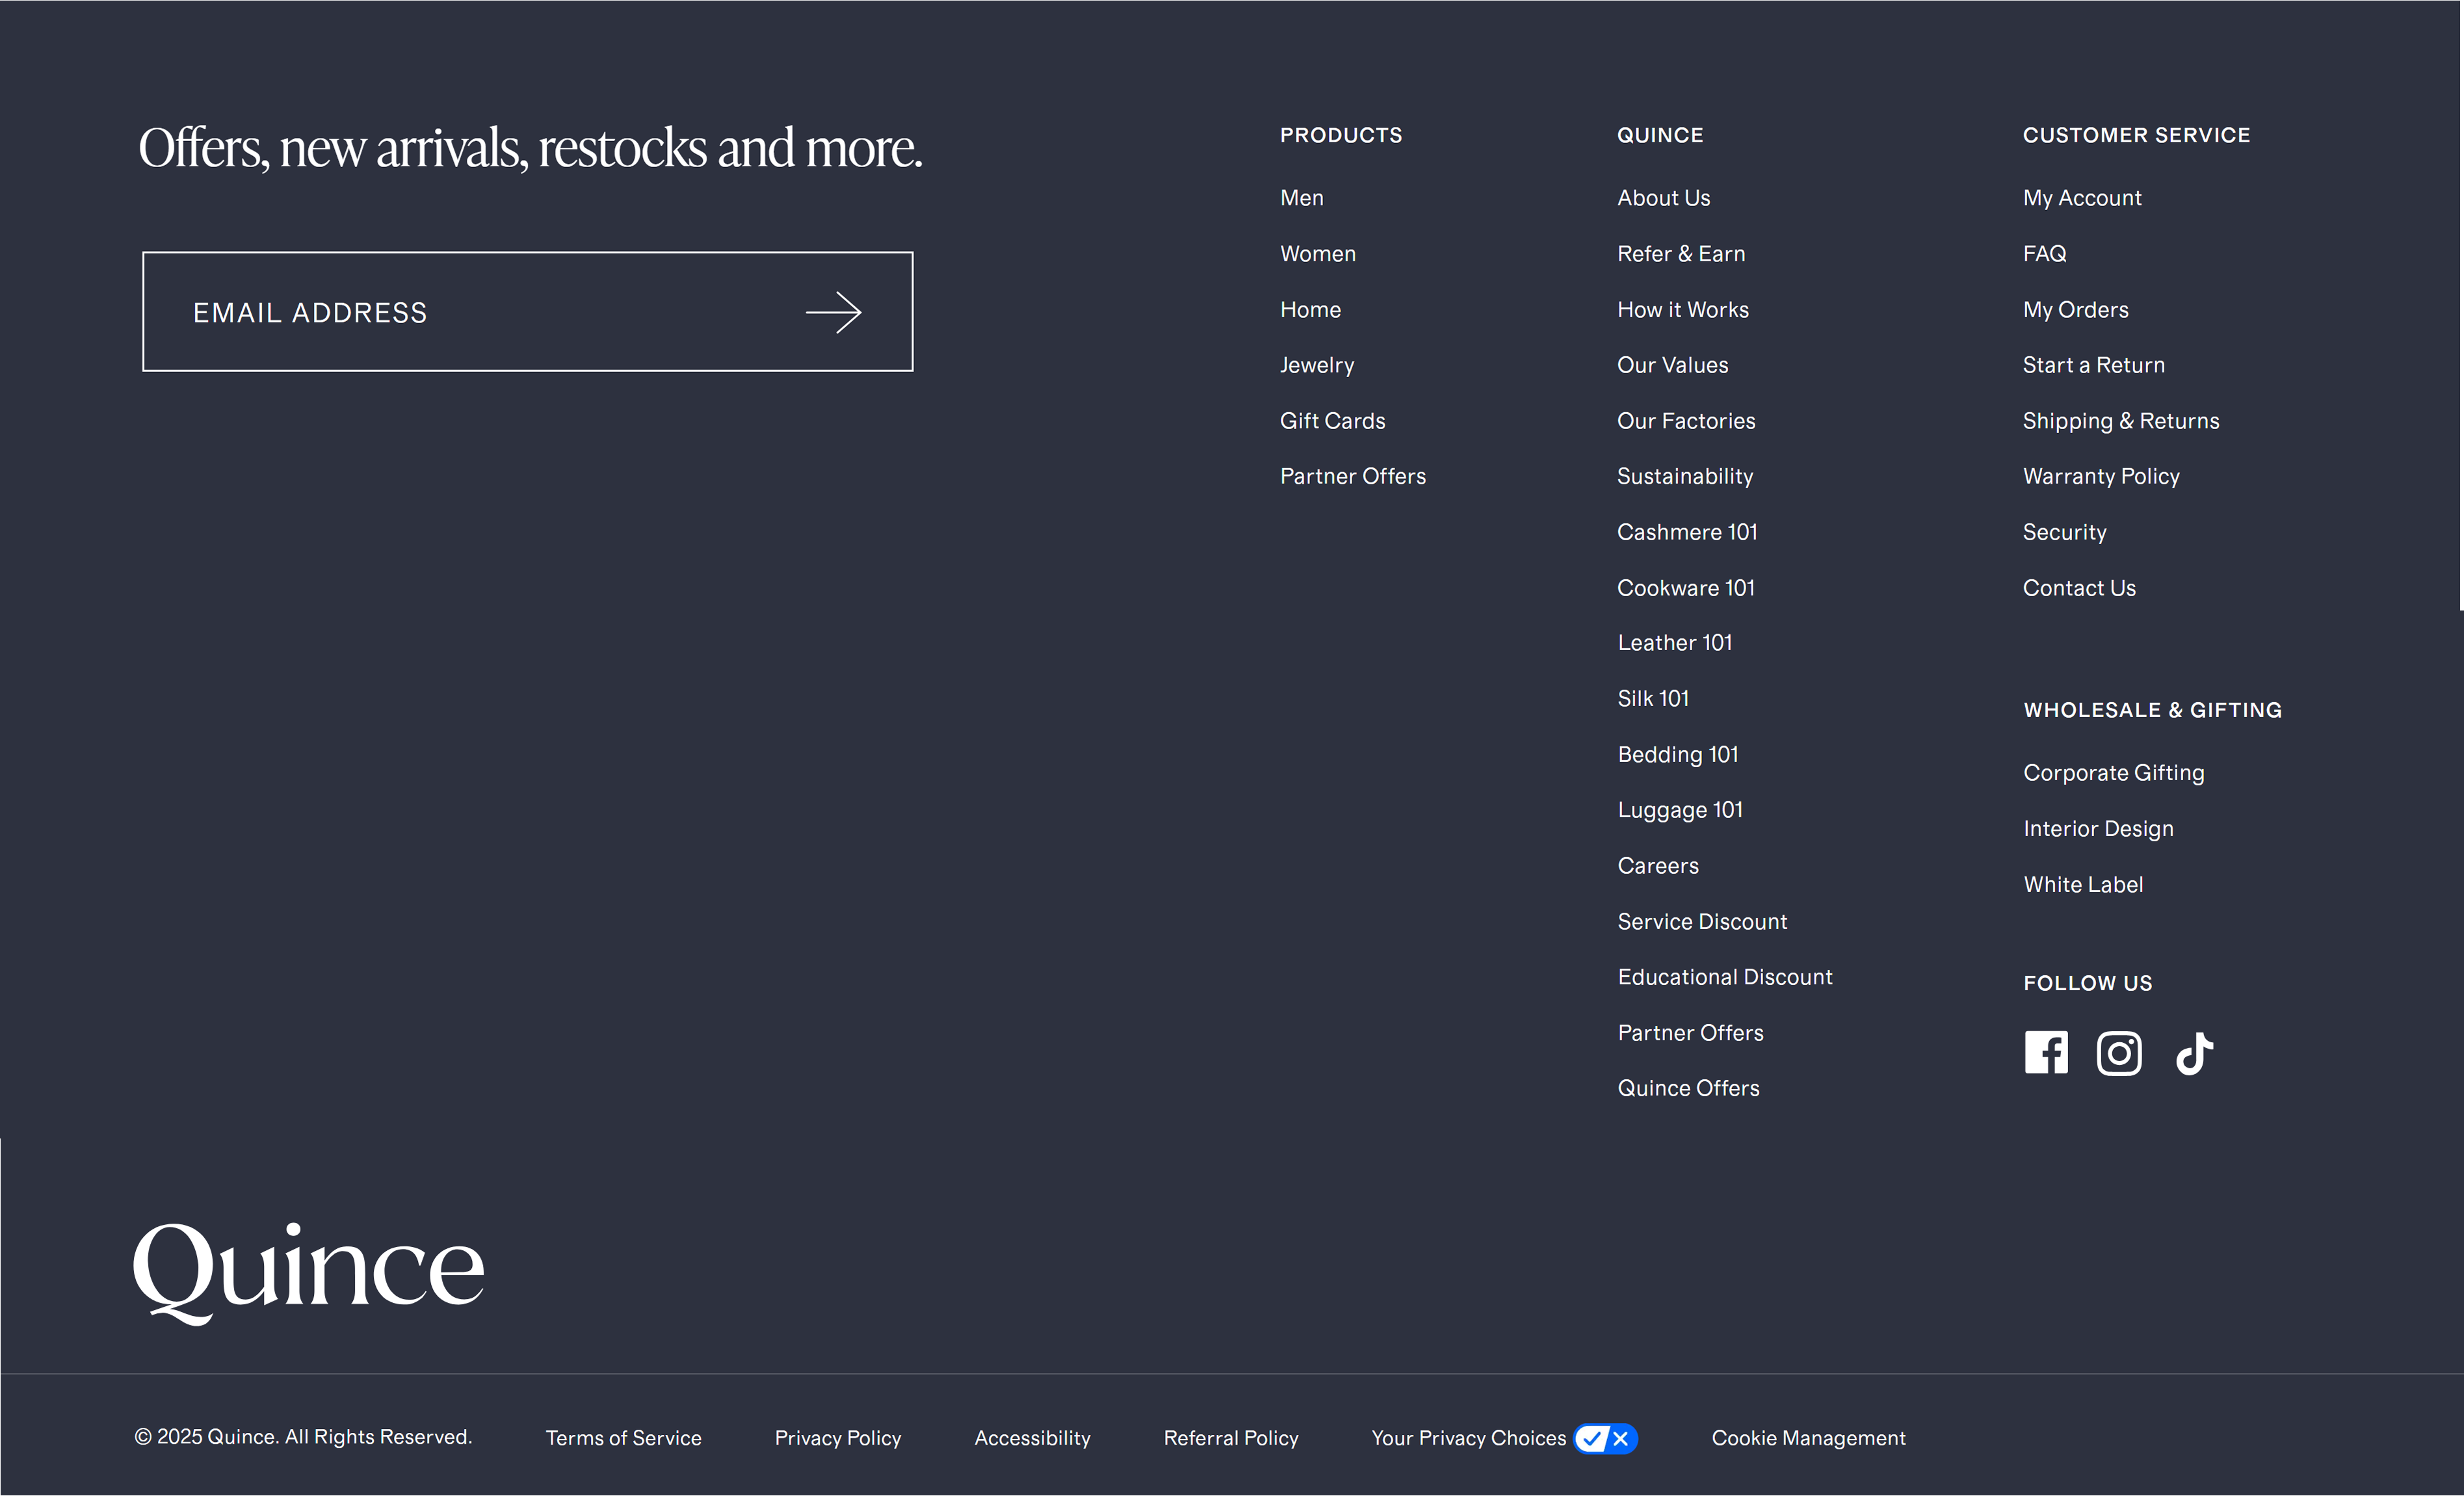 Offers, new arrivals, restocks and more.
EMAIL ADDRESS
PRODUCTS
Men
Women
Home
Jewelry
Gift Cards
Partner Offers
QUINCE
About Us
Refer & Earn
How it Works
Our Values
Our Factories
Sustainability
Cashmere 101
Cookware 101
Leather 101
Silk 101
Bedding 101
Luggage 101
Careers
Service Discount
Educational Discount
Partner Offers
Quince Offers
CUSTOMER SERVICE
My Account
FAQ
My Orders
Start a Return
Shipping & Returns
Warranty Policy
Security
Contact Us
WHOLESALE & GIFTING
Corporate Gifting
Interior Design
White Label
FOLLOW US
Quince
© 2025 Quince. All Rights Reserved.
Terms of Service
Privacy Policy
Accessibility
Referral Policy
Your Privacy Choices
Cookie Management